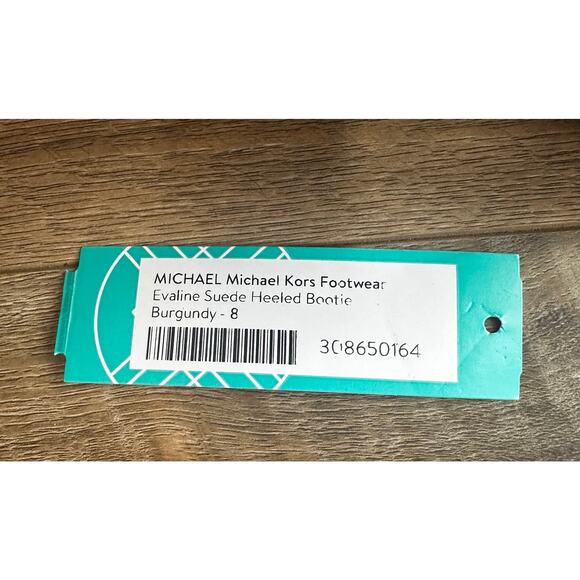 MICHAEL Michael Kors Footwear
Evaline Suede Heeled Bootie
Burgundy - 8
308650164